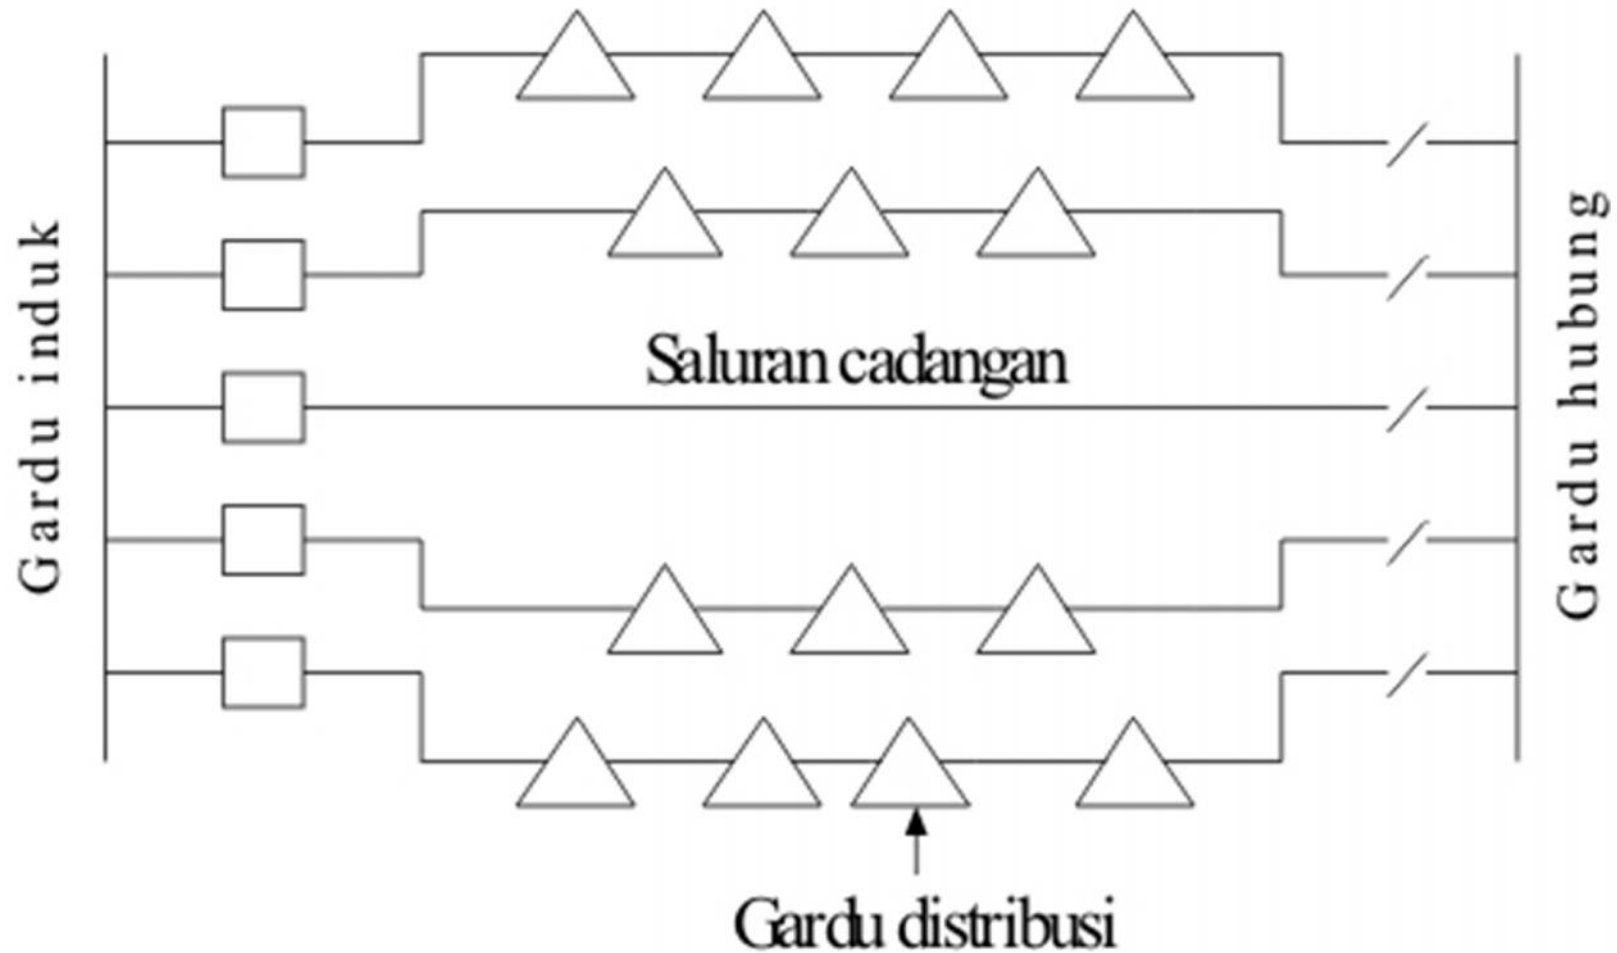 Gardu induk
Saluran cadangan
Gardu hubung
Gardu distribusi